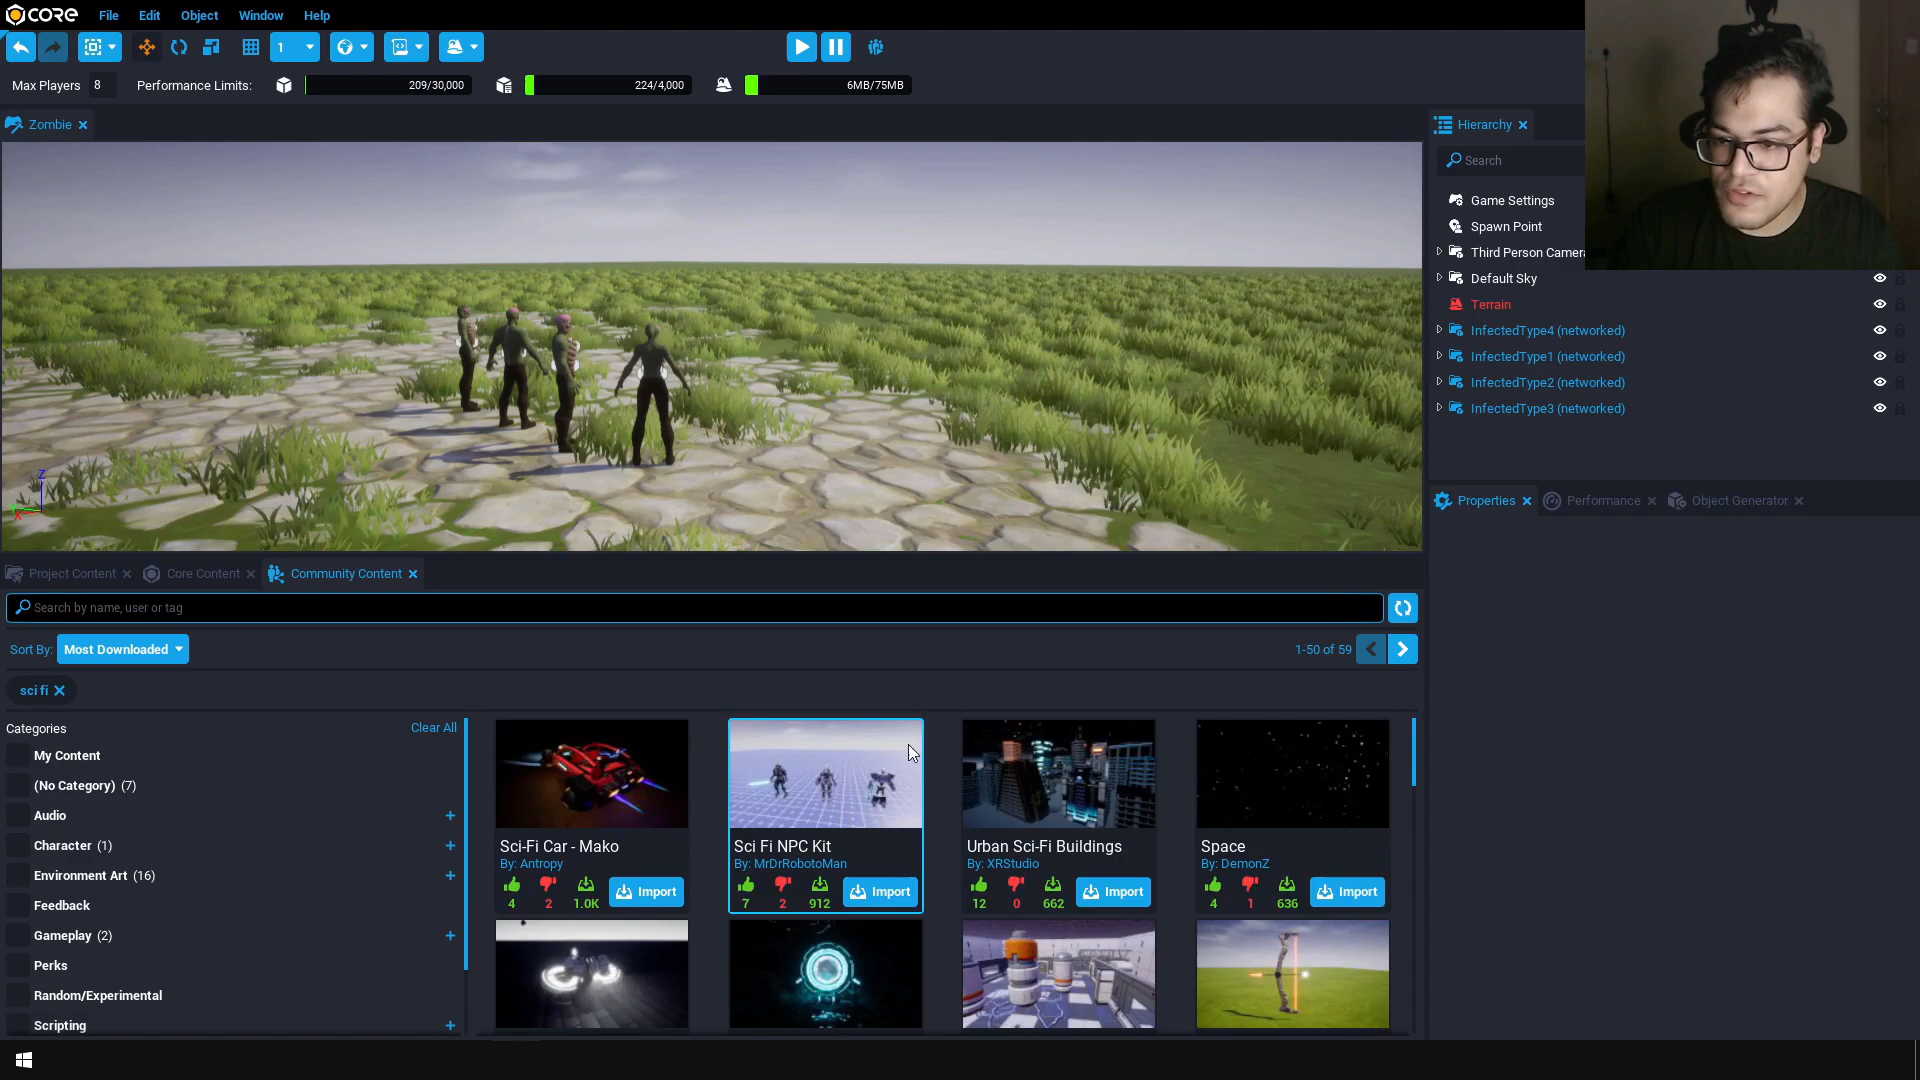 CORE File Edit Object Window Help
1
Max Players 8 Performance Limits: 209/30,000 224/4,000 6MB/75MB
Zombie
Hierarchy
Search
Game Settings
Spawn Point
Third Person Camera
Default Sky
Terrain
InfectedType4 (networked)
InfectedType1 (networked)
InfectedType2 (networked)
InfectedType3 (networked)
Z
X
Properties Performance Object Generator
Project Content Core Content Community Content
Search by name, user or tag
Sort By: Most Downloaded 1-50 of 59
sci fi
Categories Clear All
My Content
(No Category) (7)
Audio
Character (1)
Environment Art (16)
Feedback
Gameplay (2)
Perks
Random/Experimental
Scripting
Sci-Fi Car - Mako
By: Antropy
4 2 1.0K Import
Sci Fi NPC Kit
By: MrDrRobotoMan
7 2 912 Import
Urban Sci-Fi Buildings
By: XRStudio
12 0 662 Import
Space
By: DemonZ
4 1 636 Import